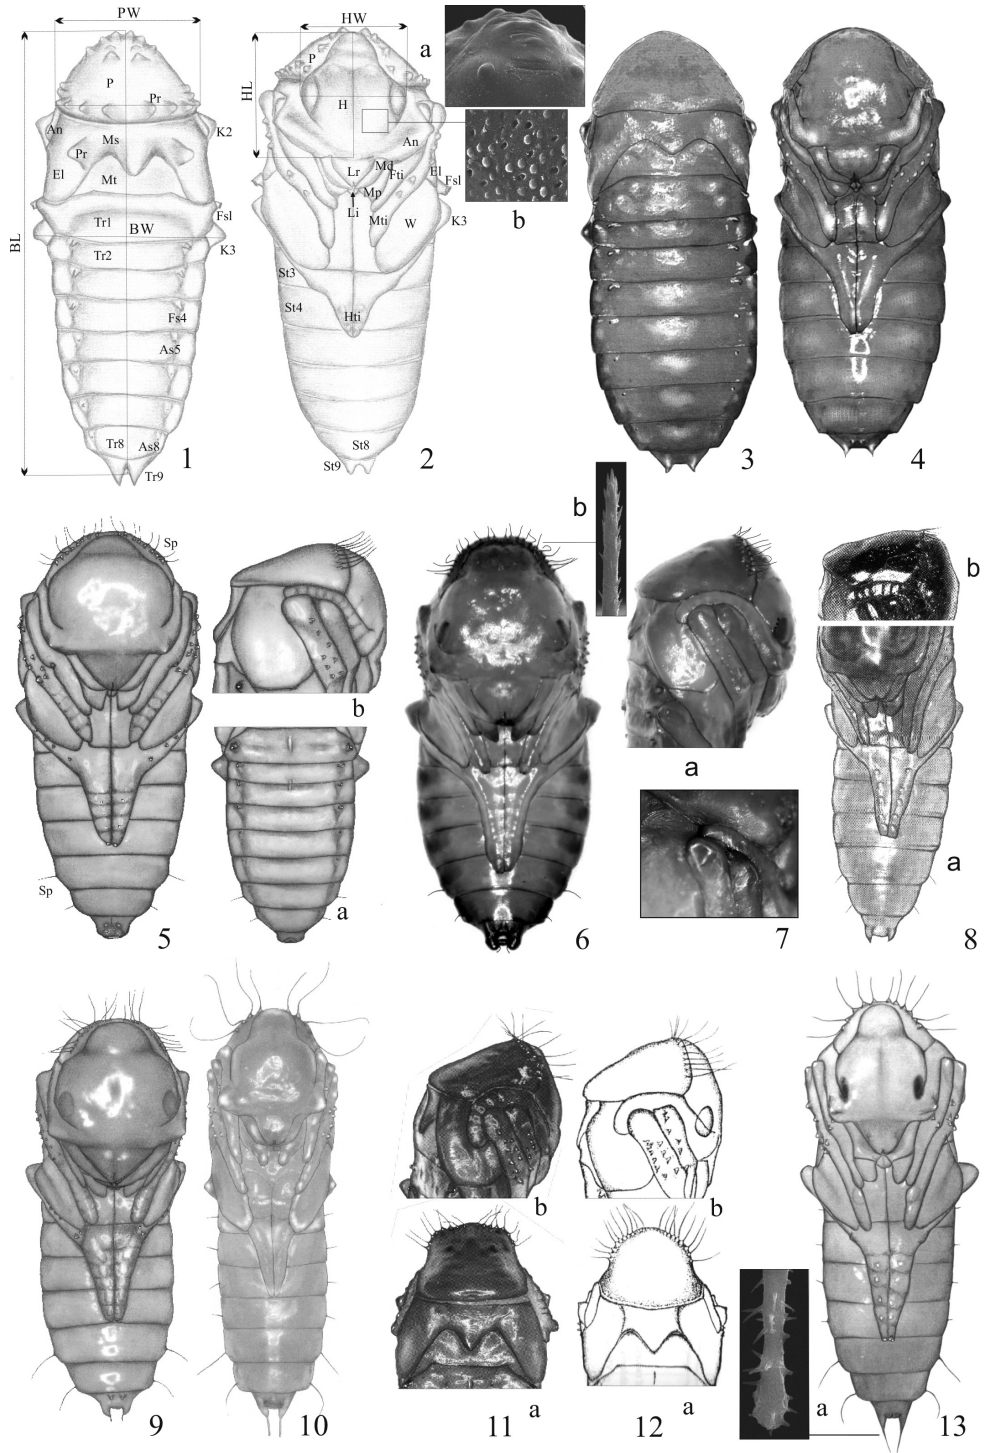 PW
BL
P
Pr
An
K2
Ms
Pr
El
Mt
Fsl
Tr1
BW
K3
Tr2
Fs4
As5
Tr8
As8
Tr9
1
HW
HL
P
H
An
Lr
Md
Fti
El
Fsl
Mp
Li
Mti
W
K3
St3
St4
Hti
St8
St9
2
a
b
3
4
Sp
Sp
5
b
a
b
6
a
7
b
a
8
9
10
b
a
11
b
a
12
a
13